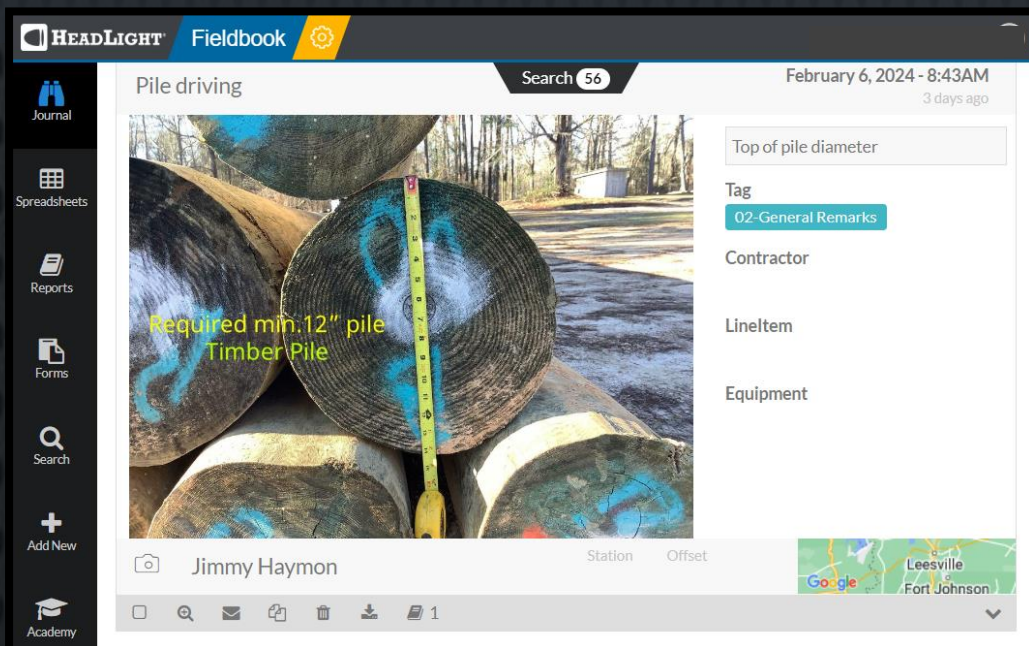 HEADLIGHT Fieldbook
Journal
Spreadsheets
Reports
Forms
Search
Add New
Academy
Pile driving
Search 56
February 6, 2024 - 8:43AM
3 days ago
Required min.12" pile
Timber Pile
Top of pile diameter
Tag
02-General Remarks
Contractor
LineItem
Equipment
Jimmy Haymon
Station Offset
Google
Leesville
Fort Johnson
1